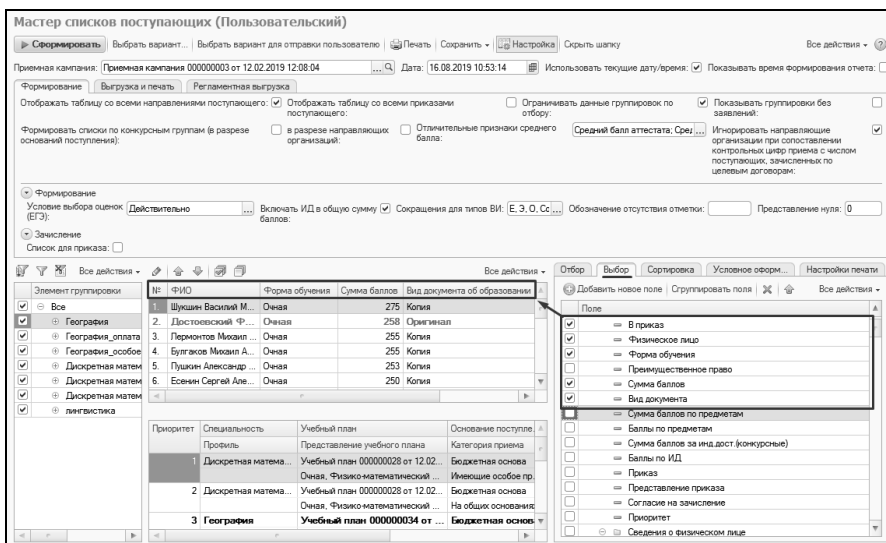 Мастер списков поступающих (Пользовательский)
Сформировать Выбрать вариант... Выбрать вариант для отправки пользователю Печать Сохранить Настройка Скрыть шапку Все действия
Приемная кампания: Приемная кампания 000000003 от 12.02.2019 12:08:04 ... Дата: 16.08.2019 10:53:14 Использовать текущие дату/время: Показывать время формирования отчета:
Формирование Выгрузка и печать Регламентная выгрузка
Отображать таблицу со всеми направлениями поступающего: Отображать таблицу со всеми приказами Ограничивать данные группировок по Показывать группировки без
поступающего: отбору: заявлений:
Формировать списки по конкурсным группам (в разрезе в разрезе направляющих Отличительные признаки среднего Средний балл аттестата; Сред ... Игнорировать направляющие
оснований поступления): организаций: балла: организации при сопоставлении
контрольных цифр приема с числом
поступающих, зачисленных по
целевым договорам:
Формирование
Условие выбора оценок Действительно ... Включать ИД в общую сумму Сокращения для типов ВИ: Е, Э, О, Сс ... Обозначение отсутствия отметки: Представление нуля: 0
(ЕГЭ): баллов:
Зачисление
Список для приказа:
Все действия Все действия Отбор Выбор Сортировка Условное оформ... Настройки печати
Добавить новое поле Сгруппировать поля Все действия
Элемент группировки № ФИО Форма обучения Сумма баллов Вид документа об образовании
Поле
Все 1. Шукшин Василий М... Очная 275 Копия
В приказ
География 2. Достоевский Ф... Очная 258 Оригинал
Физическое лицо
География_оплата 3. Лермонтов Михаил ... Очная 255 Копия
Форма обучения
География_особое 4. Булгаков Михаил А... Очная 255 Копия
Преимущественное право
Дискретная матем 5. Пушкин Александр ... Очная 253 Копия
Сумма баллов
Дискретная матем 6. Есенин Сергей Але... Очная 250 Копия
Вид документа
Дискретная матем
Сумма баллов по предметам
лингвистика
Баллы по предметам
Приоритет Специальность Учебный план Основание поступле...
Сумма баллов за инд.дост.(конкурсные)
Профиль Представление учебного плана Категория приема
Баллы по ИД
1 Дискретная матема... Учебный план 000000028 от 12.02... Бюджетная основа
Приказ
Очная, Физико-математический ... Имеющие особое пр.
Представление приказа
2 Дискретная матема... Учебный план 000000028 от 12.02... Бюджетная основа
Согласие на зачисление
Очная, Физико-математический ... На общих основания
Приоритет
3 География Учебный план 000000034 от ... Бюджетная основ
Сведения о физическом лице